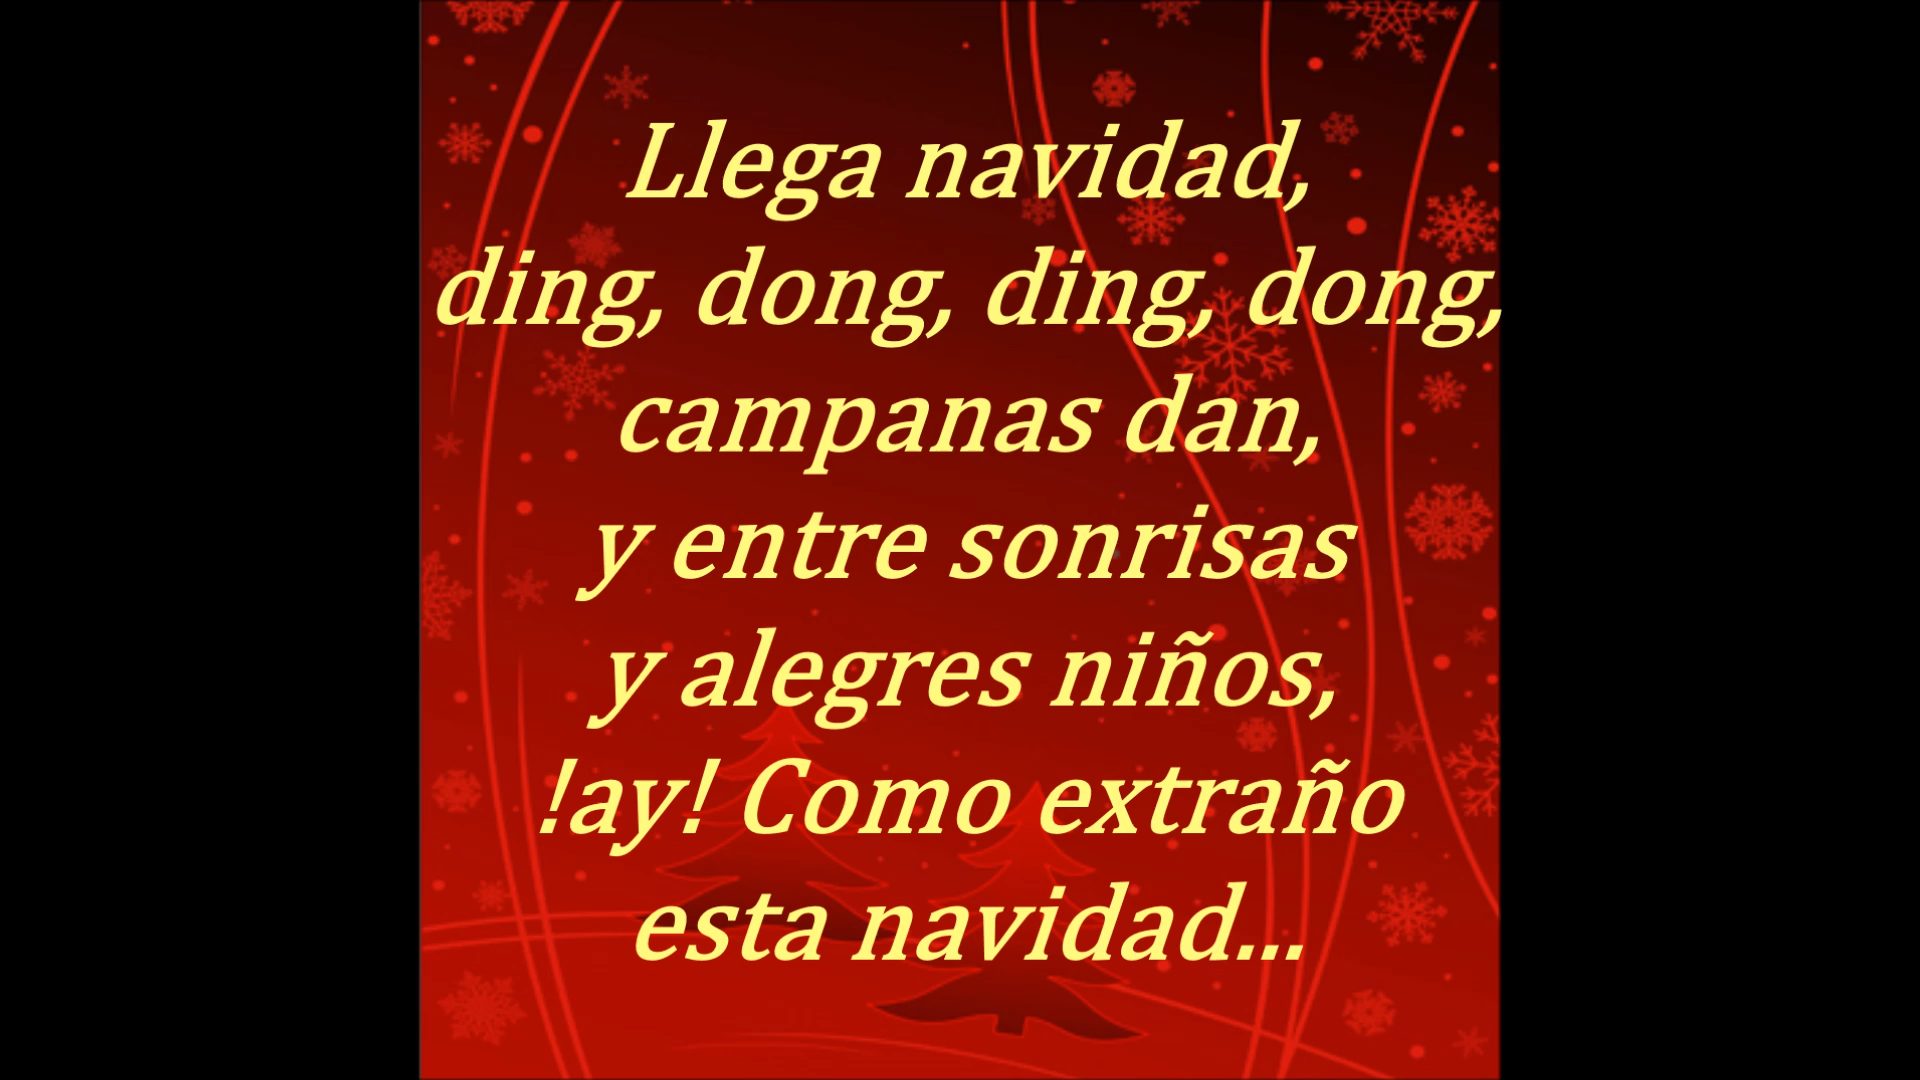 Llega navidad,
ding, dong, ding, dong,
campanas dan,
y entre sonrisas
y alegres niños,
!ay! Como extraño
esta navidad...